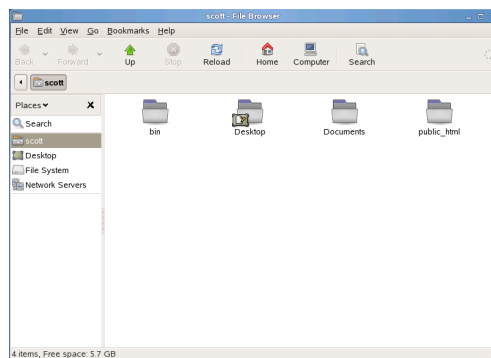 scott - File Browser
File Edit View Go Bookmarks Help
Back Forward Up Stop Reload Home Computer Search
scott
Places
Search
scott
Desktop
File System
Network Servers
bin Desktop Documents public_html
4 items, Free space: 5.7 GB